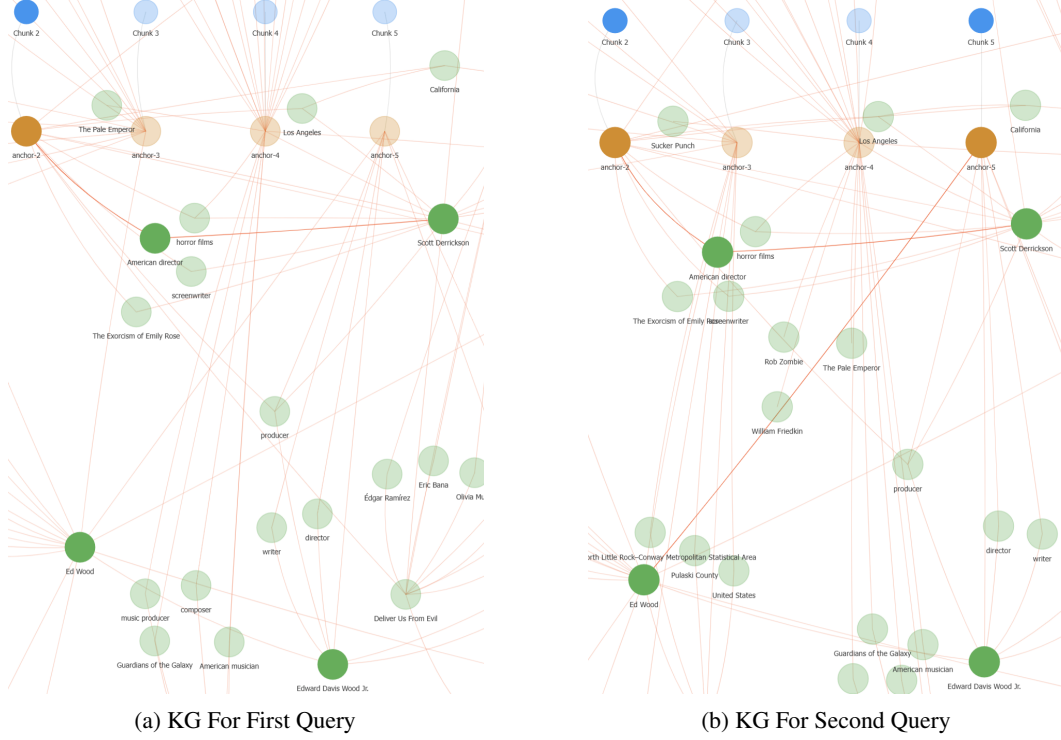 Chunk 2
Chunk 3
Chunk 4
Chunk 5
California
The Pale Emperor
Los Angeles
anchor-2
anchor-3
anchor-4
anchor-5
horror films
Scott Derrickson
American director
screenwriter
The Exorcism of Emily Rose
producer
Édgar Ramírez
Eric Bana
Olivia Mu
writer
director
Ed Wood
music producer
composer
Deliver Us From Evil
Guardians of the Galaxy
American musician
Edward Davis Wood Jr.
(a) KG For First Query
Chunk 2
Chunk 3
Chunk 4
Chunk 5
California
Sucker Punch
Los Angeles
anchor-2
anchor-3
anchor-4
anchor-5
horror films
Scott Derrickson
American director
The Exorcism of Emily Rose
screenwriter
Rob Zombie
The Pale Emperor
William Friedkin
producer
director
writer
rth Little Rock–Conway Metropolitan Statistical Area
Pulaski County
United States
Ed Wood
Guardians of the Galaxy
American musician
Edward Davis Wood Jr.
(b) KG For Second Query